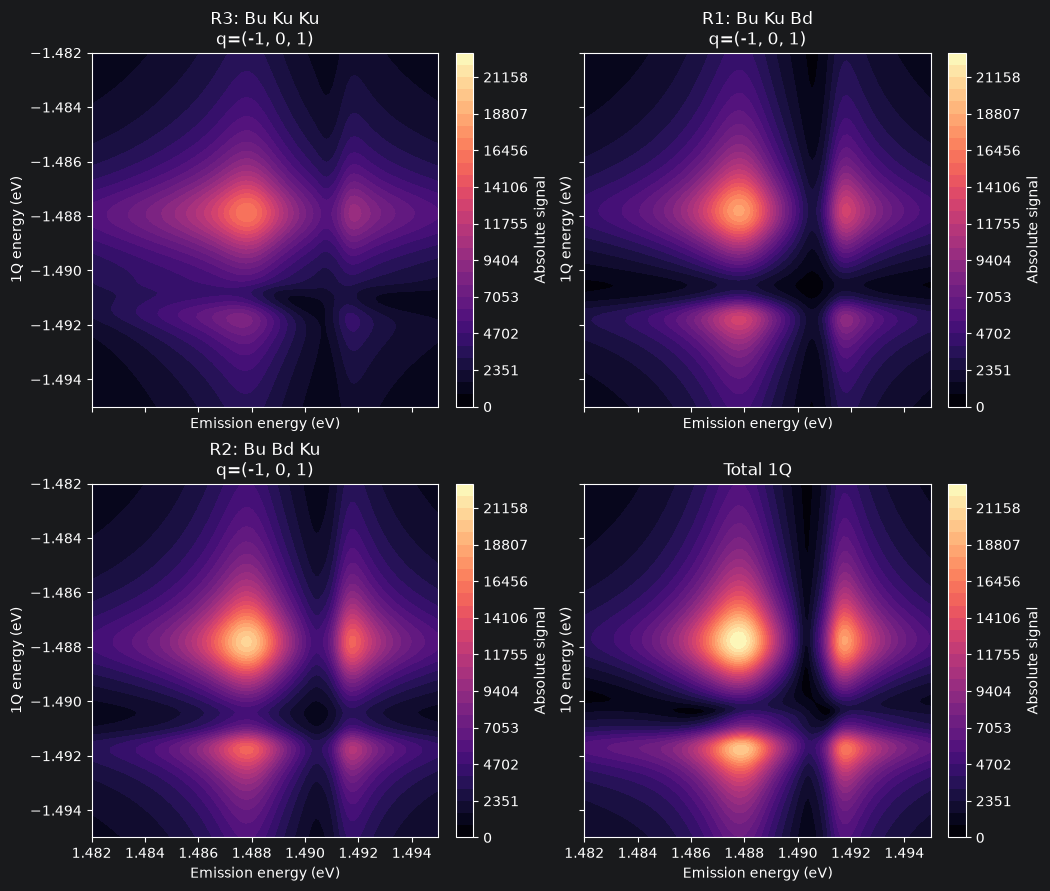 R3: Bu Ku Ku
q=(-1, 0, 1)
−1.482
−1.484
−1.486
−1.488
−1.490
−1.492
−1.494
1Q energy (eV)
Emission energy (eV)
21158
18807
16456
14106
11755
9404
7053
4702
2351
0
Absolute signal
R1: Bu Ku Bd
q=(-1, 0, 1)
1Q energy (eV)
Emission energy (eV)
21158
18807
16456
14106
11755
9404
7053
4702
2351
0
Absolute signal
R2: Bu Bd Ku
q=(-1, 0, 1)
−1.482
−1.484
−1.486
−1.488
−1.490
−1.492
−1.494
1Q energy (eV)
1.482 1.484 1.486 1.488 1.490 1.492 1.494
Emission energy (eV)
21158
18807
16456
14106
11755
9404
7053
4702
2351
0
Absolute signal
Total 1Q
1Q energy (eV)
1.482 1.484 1.486 1.488 1.490 1.492 1.494
Emission energy (eV)
21158
18807
16456
14106
11755
9404
7053
4702
2351
0
Absolute signal